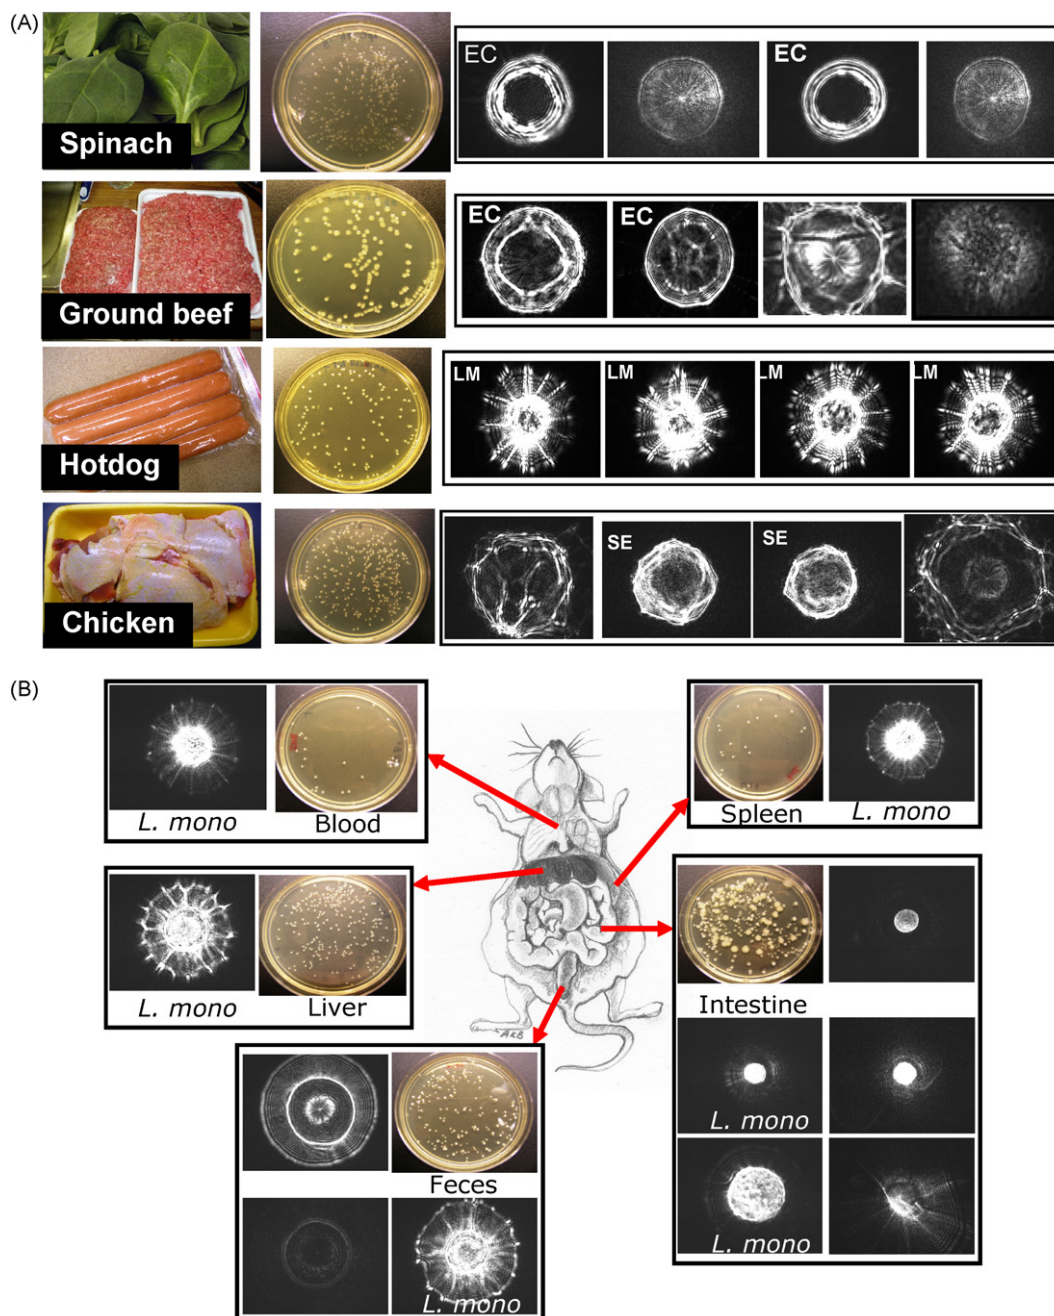 (A)
Spinach
EC
EC
Ground beef
EC
EC
Hotdog
LM
LM
LM
LM
Chicken
SE
SE
(B)
L. mono
Blood
Spleen
L. mono
L. mono
Liver
Intestine
L. mono
L. mono
Feces
L. mono
AKB